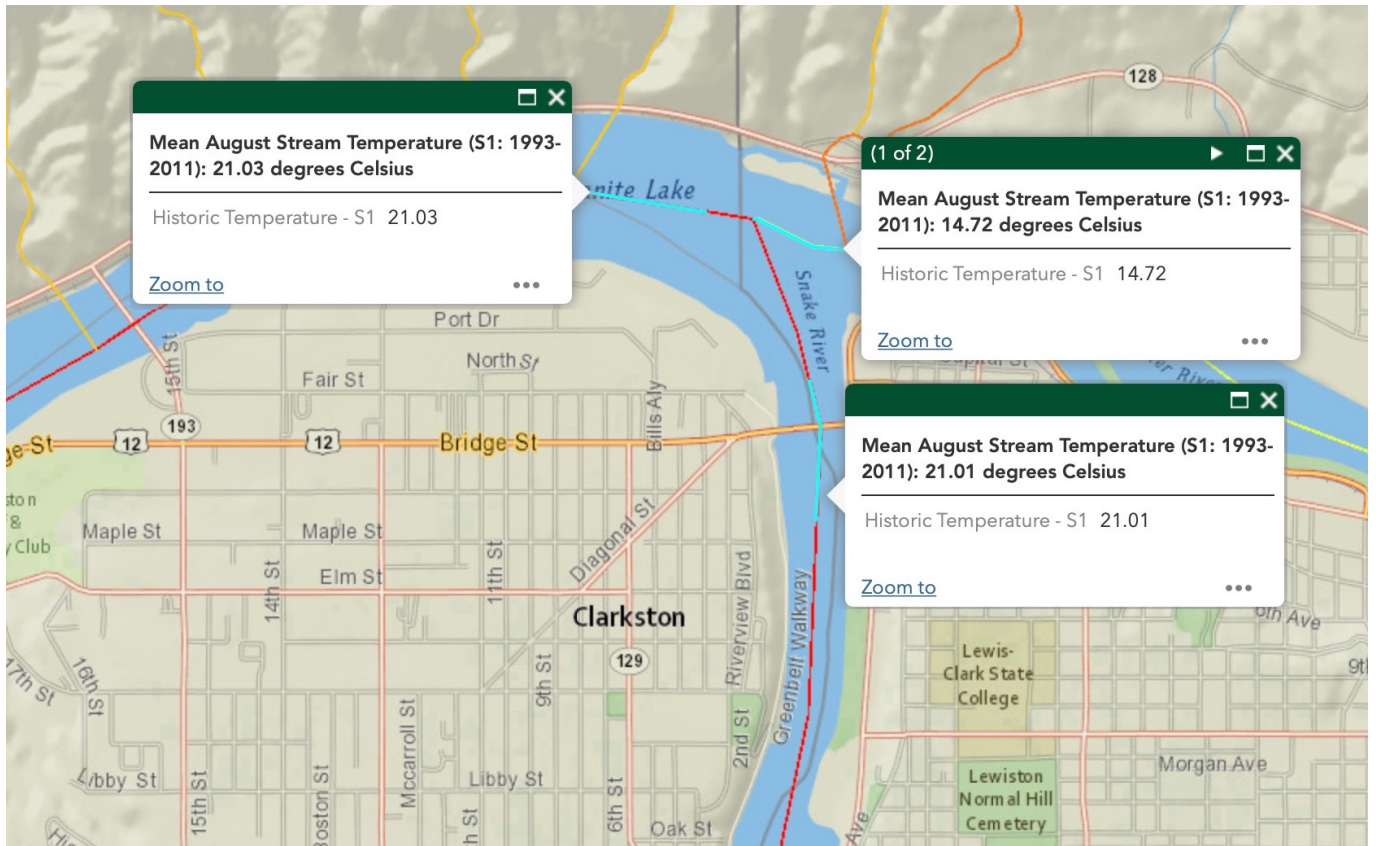 128
Mean August Stream Temperature (S1: 1993-
2011): 21.03 degrees Celsius
Historic Temperature - S1 21.03
Zoom to
Lake
(1 of 2)
Mean August Stream Temperature (S1: 1993-
2011): 14.72 degrees Celsius
Historic Temperature - S1 14.72
Zoom to
Snake River
Port Dr
North St
15th St
Fair St
Bills Aly
193
12
12
Bridge St
Mean August Stream Temperature (S1: 1993-
2011): 21.01 degrees Celsius
Historic Temperature - S1 21.01
Zoom to
&
Club
Maple St
Maple St
Diagonal St
Elm St
14th St
11th St
Clarkston
Riverview Blvd
Greenbelt Walkway
6th Ave
Lewis-
Clark State
College
129
17th St
16th St
9th St
2nd St
Mccarroll St
Morgan Ave
Libby St
Libby St
15th St
Boston St
6th St
Oak St
Lewiston
Normal Hill
Cemetery
Ave